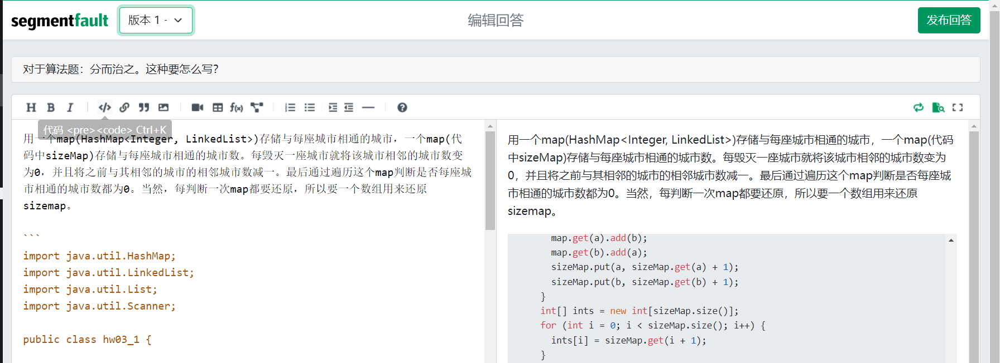 segmentfault
版本 1 -
编辑回答
发布回答
对于算法题：分而治之。这种要怎么写？
H B I </> f(x) ?
代码 <pre><code> Ctrl+K
用一个map(HashMap<Integer, LinkedList>)存储与每座城市相通的城市，一个map(代
码中sizeMap)存储与每座城市相通的城市数。每毁灭一座城市就将该城市相邻的城市数变
为0，并且将之前与其相邻的城市的相邻城市数减一。最后通过遍历这个map判断是否每座城
市相通的城市数都为0。当然，每判断一次map都要还原，所以要一个数组用来还原
sizemap。
```
import java.util.HashMap;
import java.util.LinkedList;
import java.util.List;
import java.util.Scanner;
public class hw03_1 {
用一个map(HashMap<Integer, LinkedList>)存储与每座城市相通的城市，一个map(代码
中sizeMap)存储与每座城市相通的城市数。每毁灭一座城市就将该城市相邻的城市数变为
0，并且将之前与其相邻的城市的相邻城市数减一。最后通过遍历这个map判断是否每座城
市相通的城市数都为0。当然，每判断一次map都要还原，所以要一个数组用来还原
sizemap。
map.get(a).add(b);
map.get(b).add(a);
sizeMap.put(a, sizeMap.get(a) + 1);
sizeMap.put(b, sizeMap.get(b) + 1);
}
int[] ints = new int[sizeMap.size()];
for (int i = 0; i < sizeMap.size(); i++) {
ints[i] = sizeMap.get(i + 1);
}